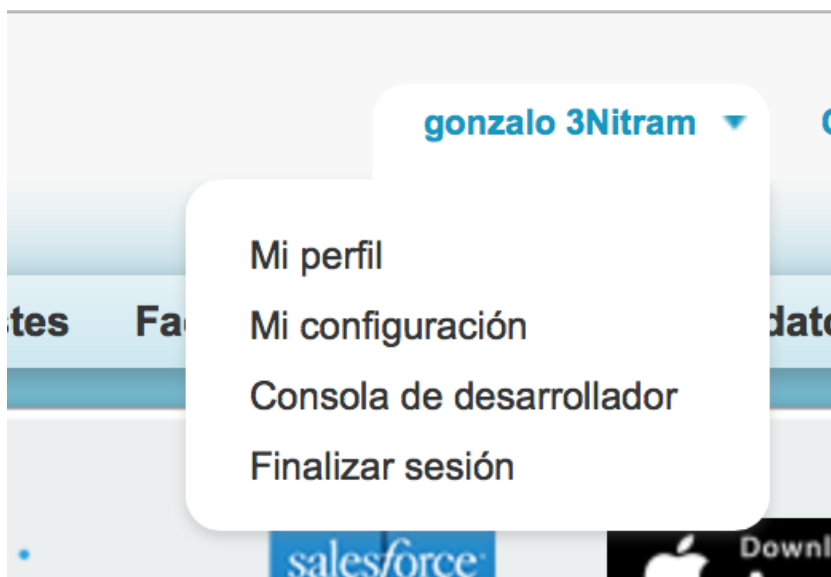 gonzalo 3Nitram
Mi perfil
Mi configuración
Consola de desarrollador
Finalizar sesión
salesforce